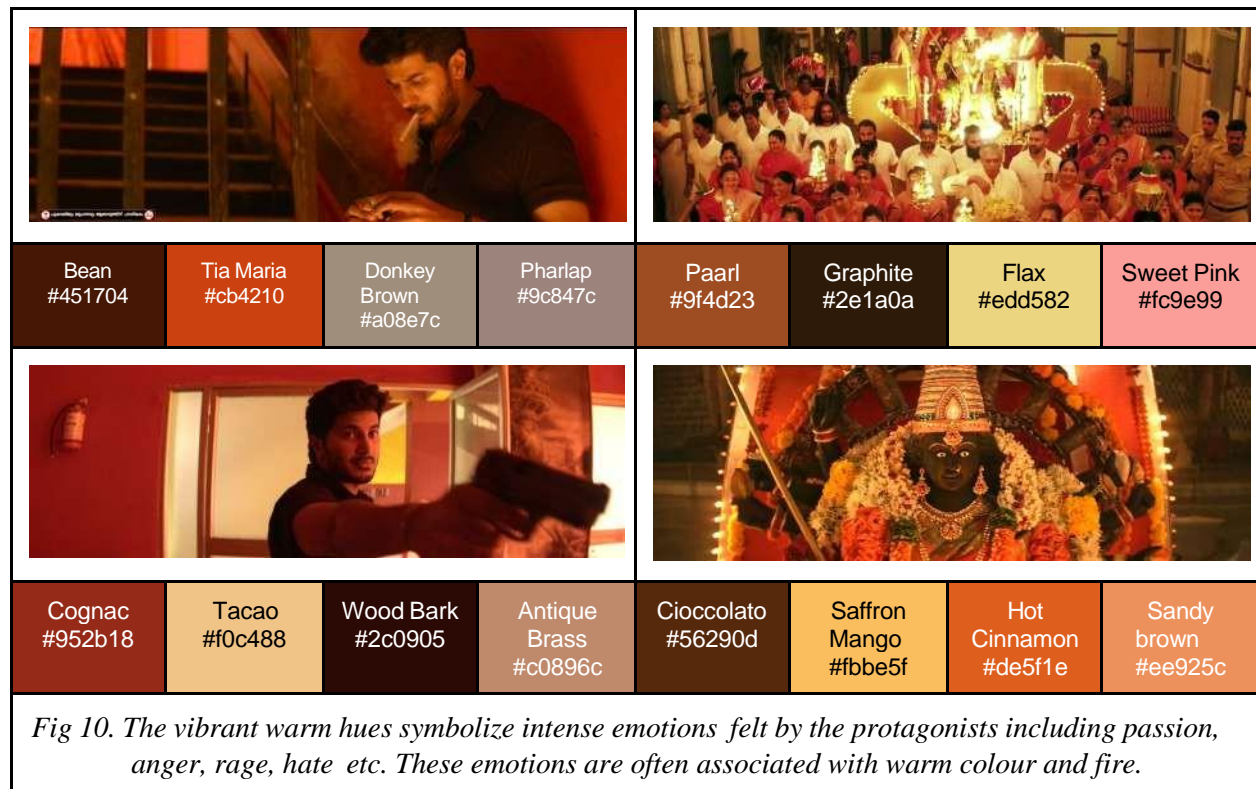 Bean
#451704
Tia Maria
#cb4210
Donkey
Brown
#a08e7c
Pharlap
#9c847c
Paarl
#9f4d23
Graphite
#2e1a0a
Flax
#edd582
Sweet Pink
#fc9e99
Cognac
#952b18
Tacao
#f0c488
Wood Bark
#2c0905
Antique
Brass
#c0896c
Cioccolato
#56290d
Saffron
Mango
#fbbe5f
Hot
Cinnamon
#de5f1e
Sandy
brown
#ee925c
Fig 10. The vibrant warm hues symbolize intense emotions felt by the protagonists including passion,
anger, rage, hate etc. These emotions are often associated with warm colour and fire.